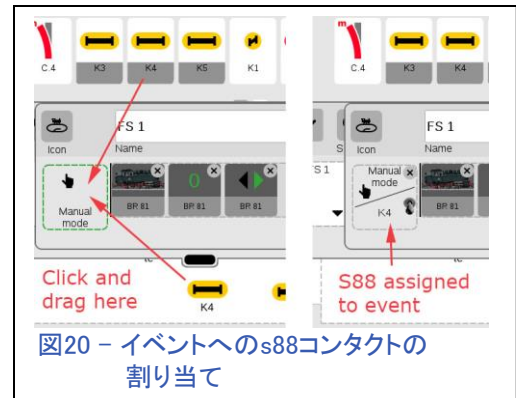 m
C.4
K3
K4
K5
K1
FS 1
Icon
Name
Manual
mode
BR 81
0
BR 81
BR 81
Click and
drag here
K4
m
C.4
K3
K4
FS 1
Icon
Name
S 1
Manual
mode
K4
BR 81
S88 assigned
to event
図20 – イベントへのs88コンタクトの
割り当て